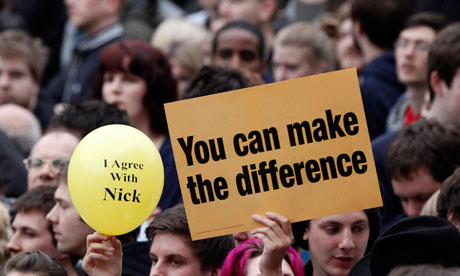 I Agree
With
Nick
You can make
the difference